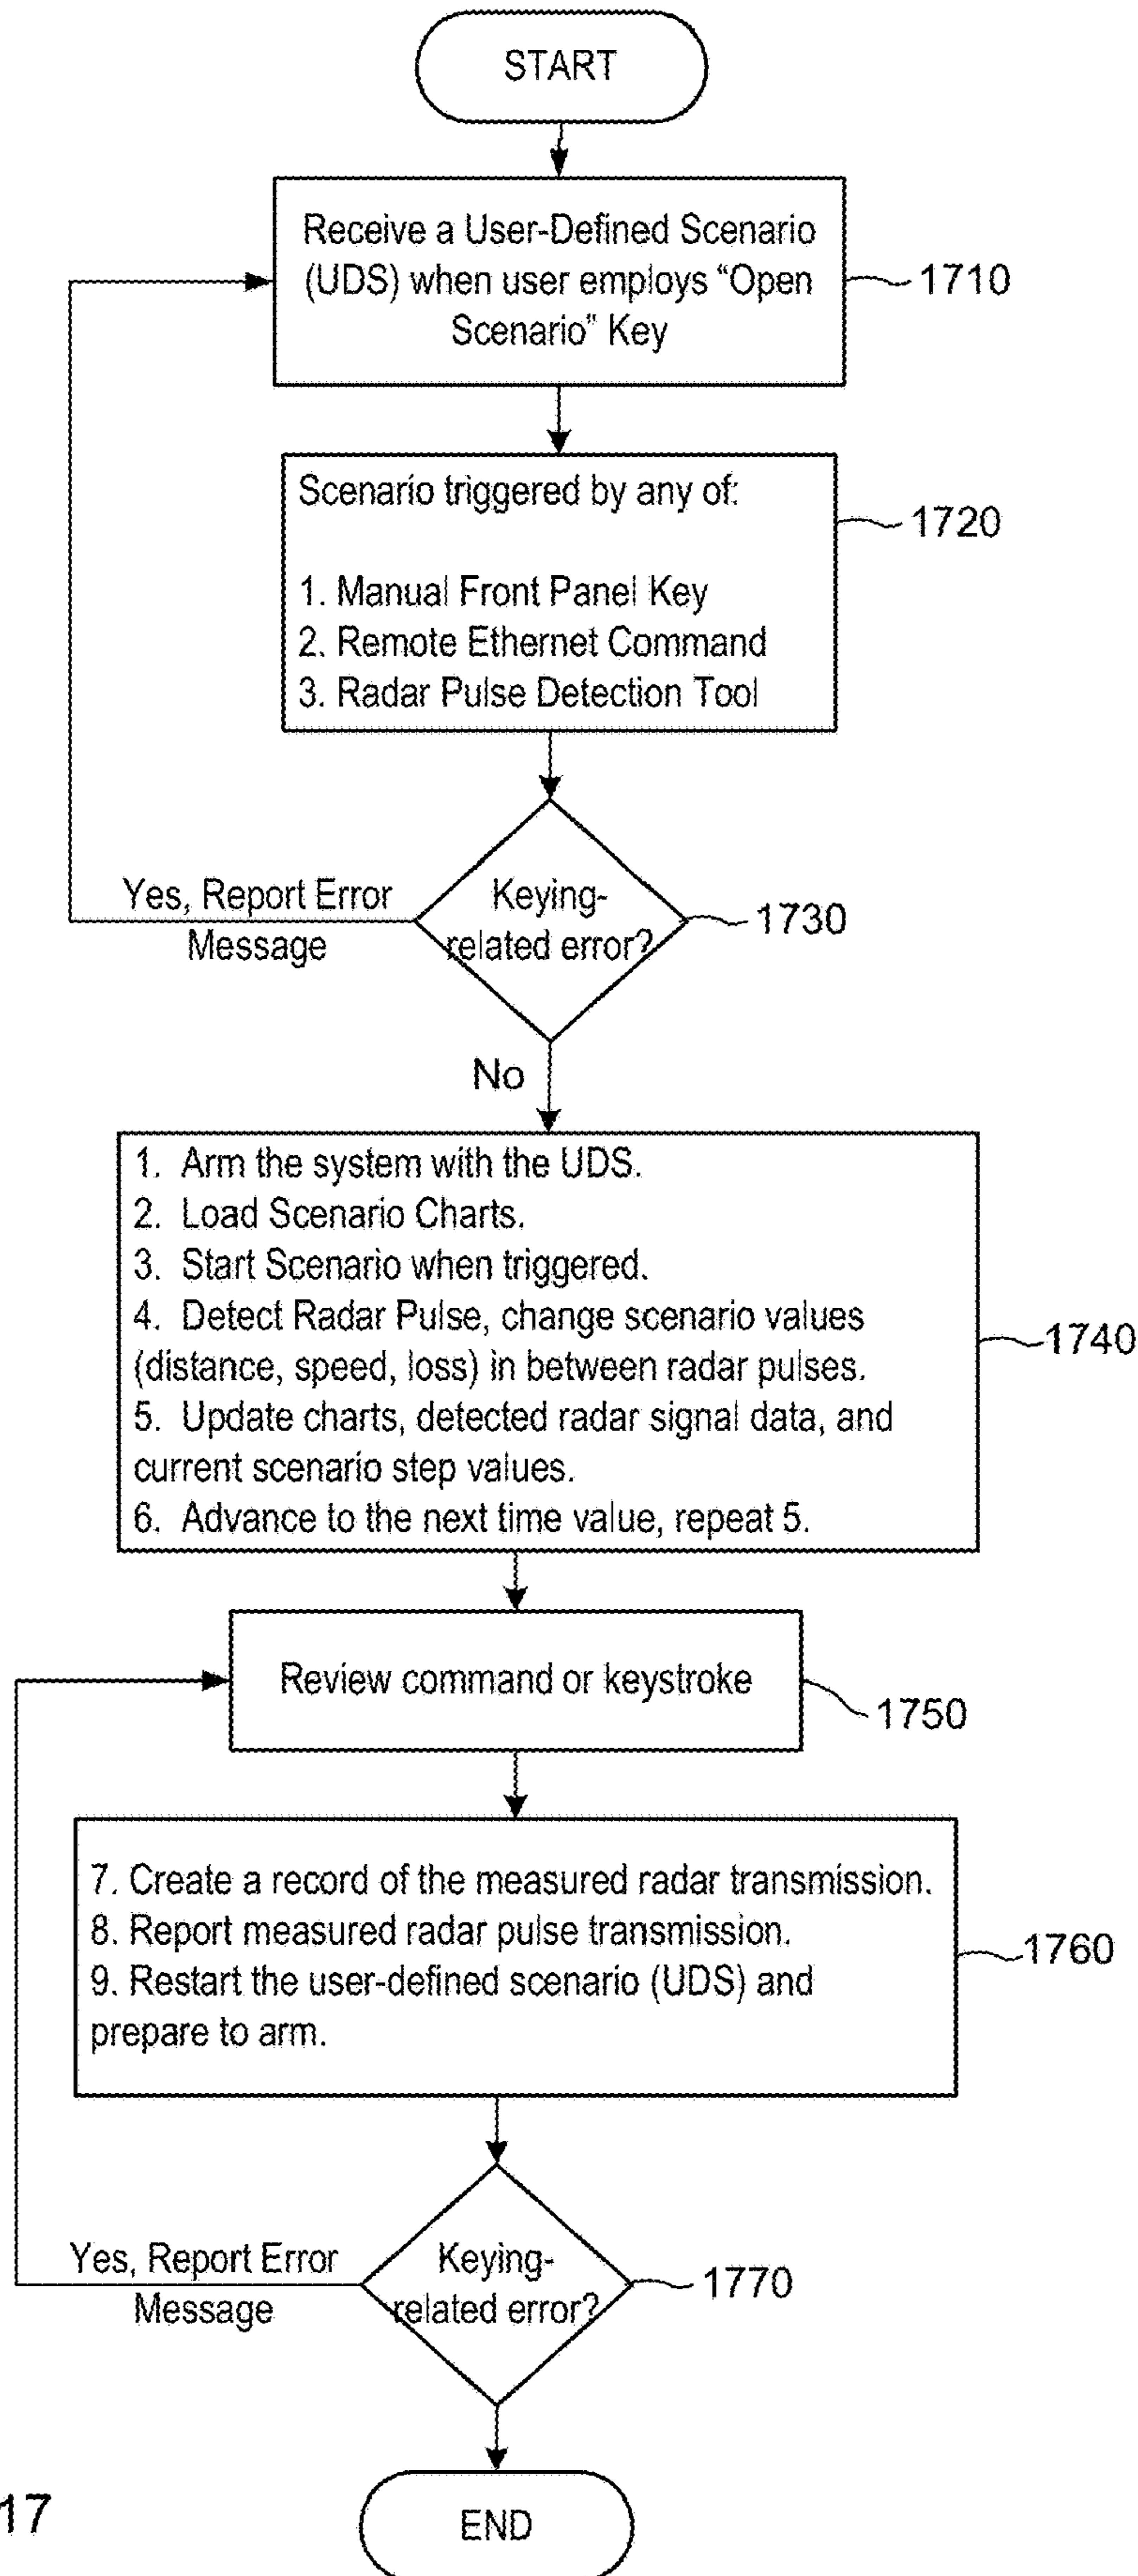 START
Receive a User-Defined Scenario
(UDS) when user employs “Open
Scenario” Key
1710
Scenario triggered by any of:
1720
1. Manual Front Panel Key
2. Remote Ethernet Command
3. Radar Pulse Detection Tool
Yes, Report Error
Message
Keying-
related error?
1730
No
1. Arm the system with the UDS.
2. Load Scenario Charts.
3. Start Scenario when triggered.
4. Detect Radar Pulse, change scenario values
(distance, speed, loss) in between radar pulses.
5. Update charts, detected radar signal data, and
current scenario step values.
6. Advance to the next time value, repeat 5.
1740
Review command or keystroke
1750
7. Create a record of the measured radar transmission.
8. Report measured radar pulse transmission.
9. Restart the user-defined scenario (UDS) and
prepare to arm.
1760
Yes, Report Error
Message
Keying-
related error?
1770
17
END